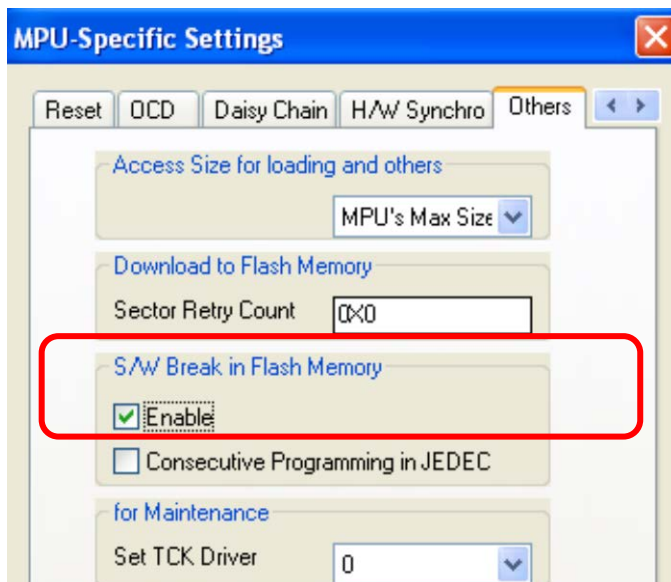 MPU-Specific Settings
Reset OCD Daisy Chain H/W Synchro Others
Access Size for loading and others
MPU's Max Size
Download to Flash Memory
Sector Retry Count 0X0
S/W Break in Flash Memory
Enable
Consecutive Programming in JEDEC
for Maintenance
Set TCK Driver 0